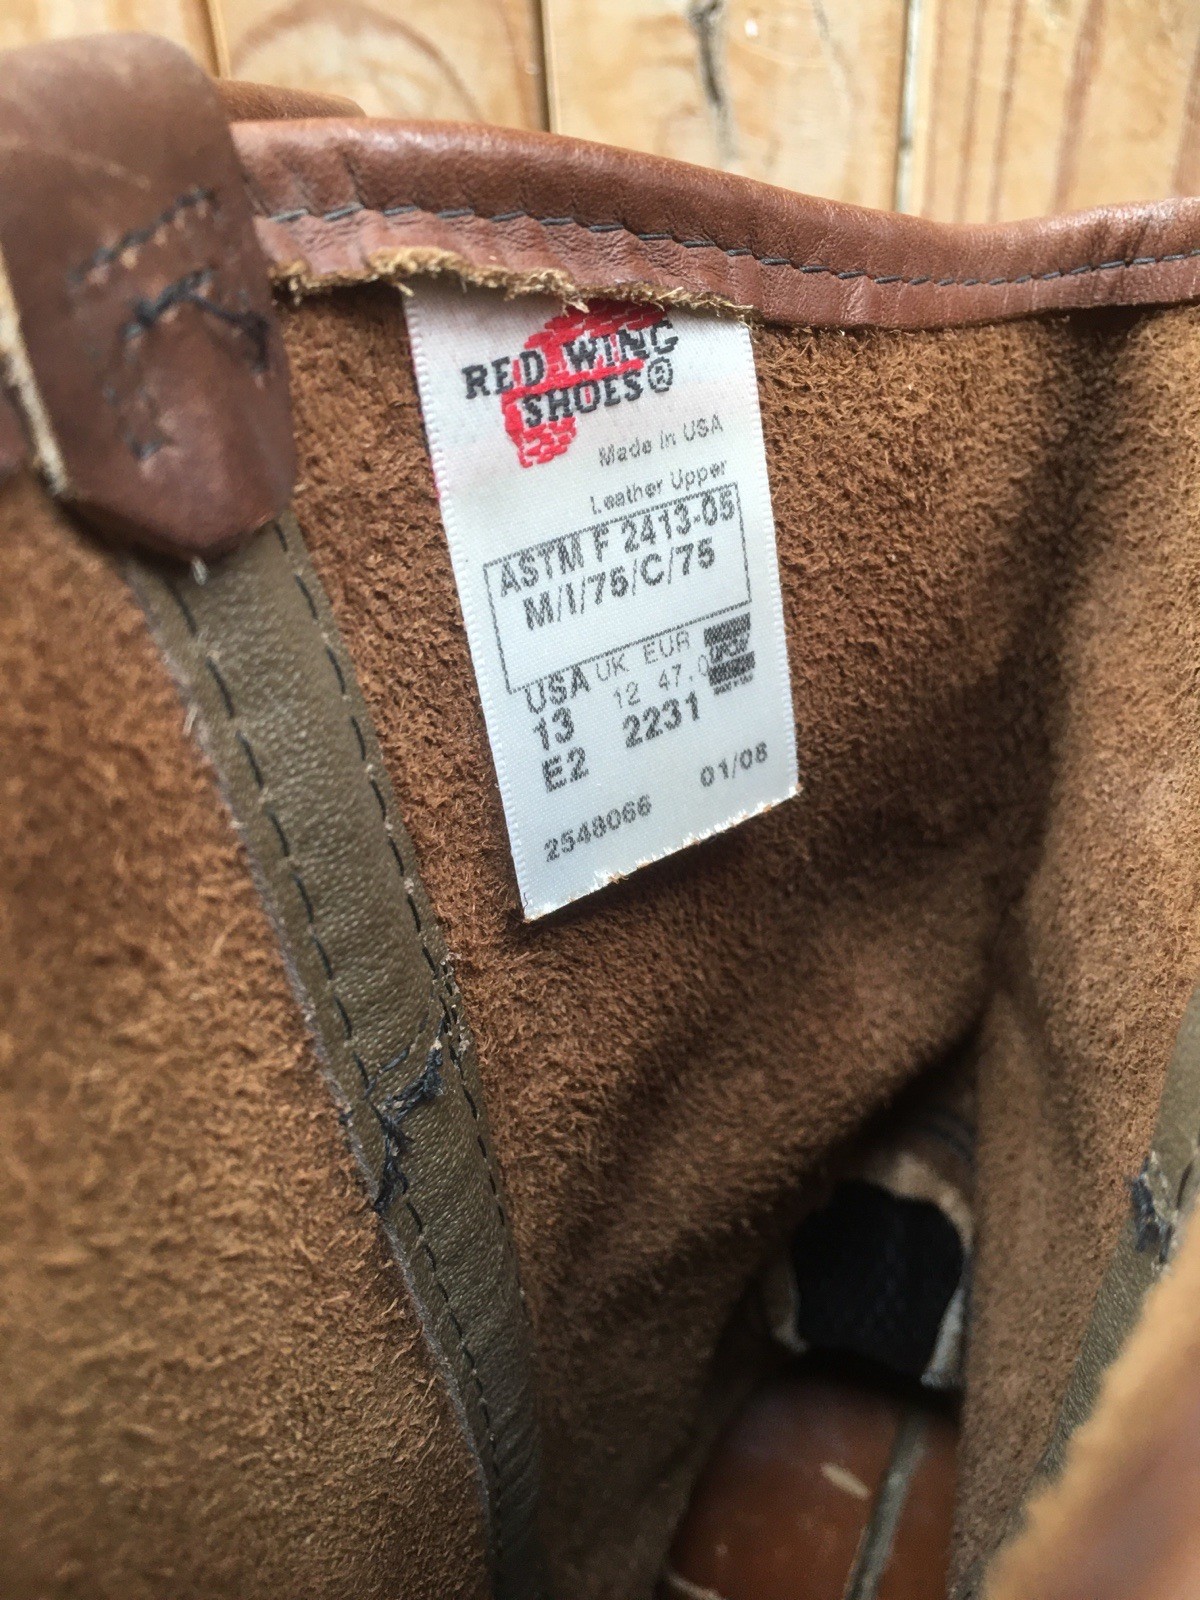 RED WING
SHOES®
Made in USA
Leather Upper
ASTM F 2413-05
M/I/75/C/75
USA UK EUR
13 12 47.0
E2 2231
2548066 01/08